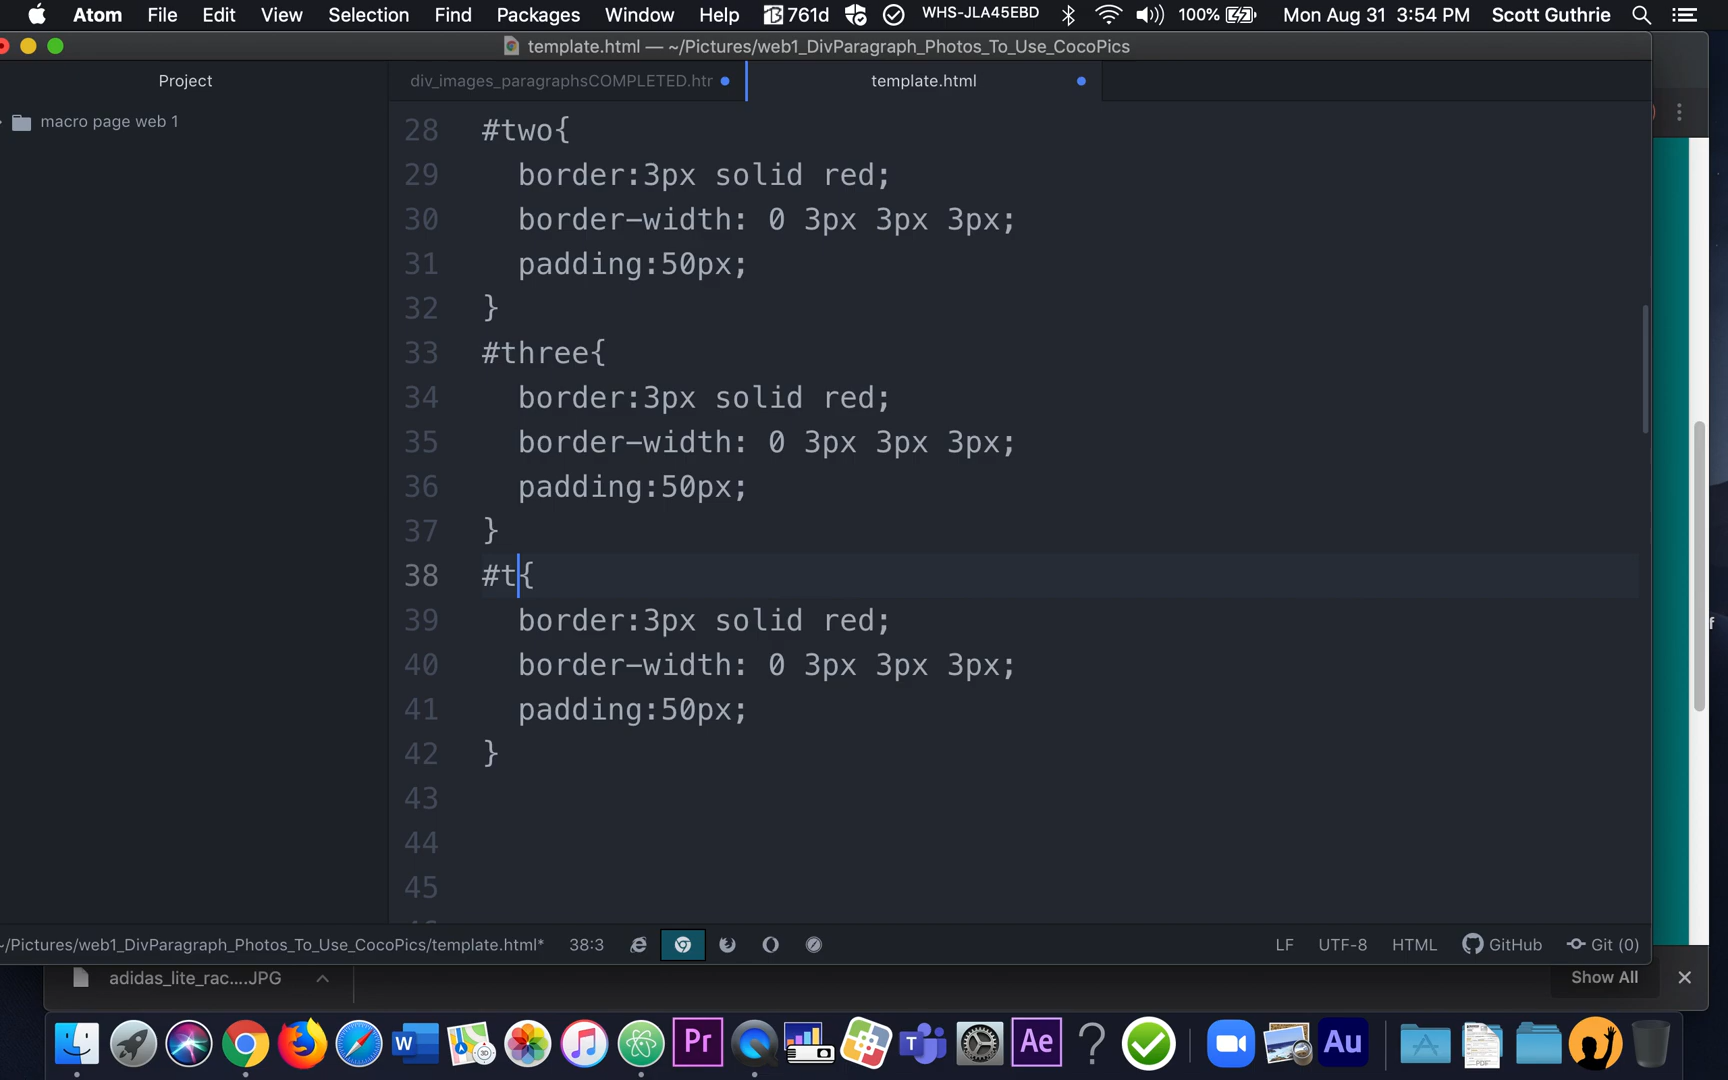 Atom File Edit View Selection Find Packages Window Help 761d WHS-JLA45EBD 100% Mon Aug 31 3:54 PM Scott Guthrie
template.html — ~/Pictures/web1_DivParagraph_Photos_To_Use_CocoPics
Project div_images_paragraphsCOMPLETED.htr template.html
macro page web 1
28 #two{
29 border:3px solid red;
30 border-width: 0 3px 3px 3px;
31 padding:50px;
32 }
33 #three{
34 border:3px solid red;
35 border-width: 0 3px 3px 3px;
36 padding:50px;
37 }
38 #t{
39 border:3px solid red;
40 border-width: 0 3px 3px 3px;
41 padding:50px;
42 }
43
44
45
~/Pictures/web1_DivParagraph_Photos_To_Use_CocoPics/template.html* 38:3 LF UTF-8 HTML GitHub Git (0)
adidas_lite_rac....JPG Show All
W 3D Pr T Ae ? Au PDF